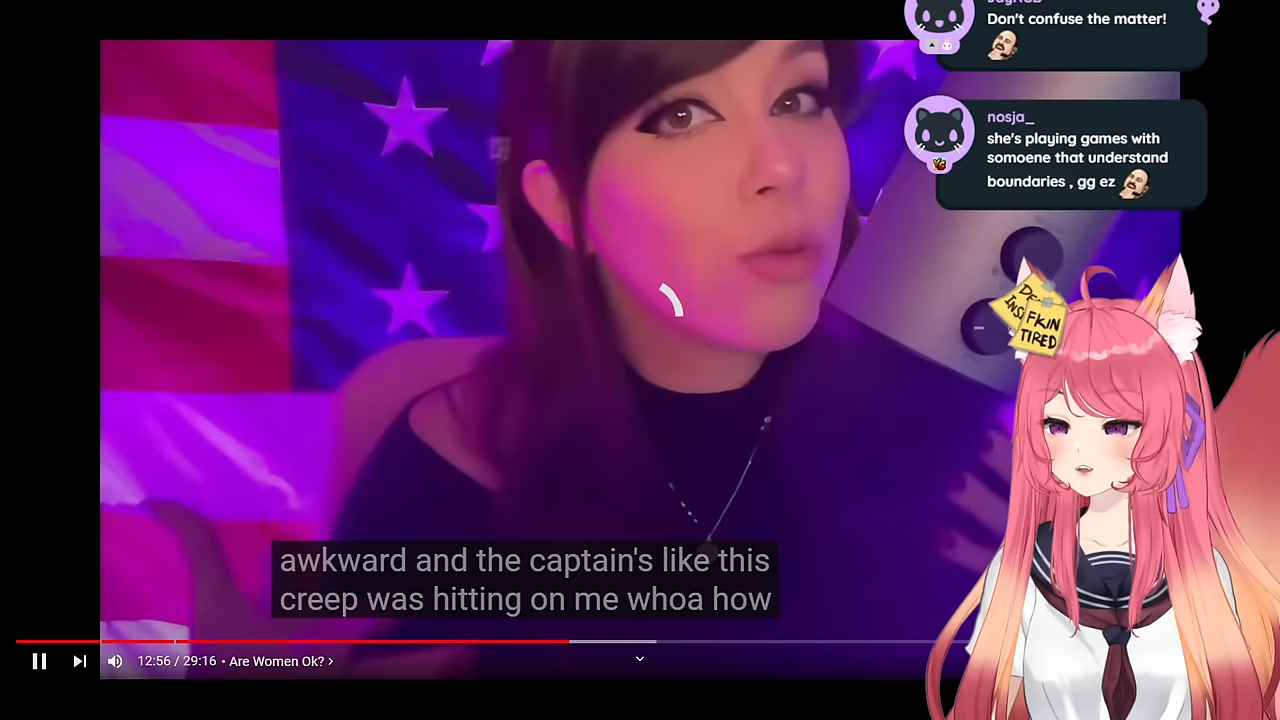 Don't confuse the matter!
nosja_
she's playing games with
somoene that understand
boundaries , gg ez
FKIN
TIRED
awkward and the captain's like this
creep was hitting on me whoa how
12:56 / 29:16 • Are Women Ok? ›